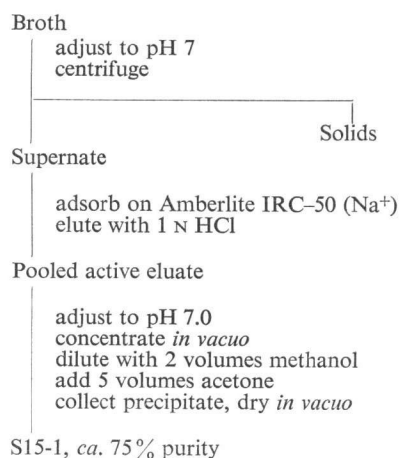 Broth
adjust to pH 7
centrifuge
Solids
Supernate
adsorb on Amberlite IRC–50 (Na+)
elute with 1 N HCl
Pooled active eluate
adjust to pH 7.0
concentrate in vacuo
dilute with 2 volumes methanol
add 5 volumes acetone
collect precipitate, dry in vacuo
S15-1, ca. 75% purity